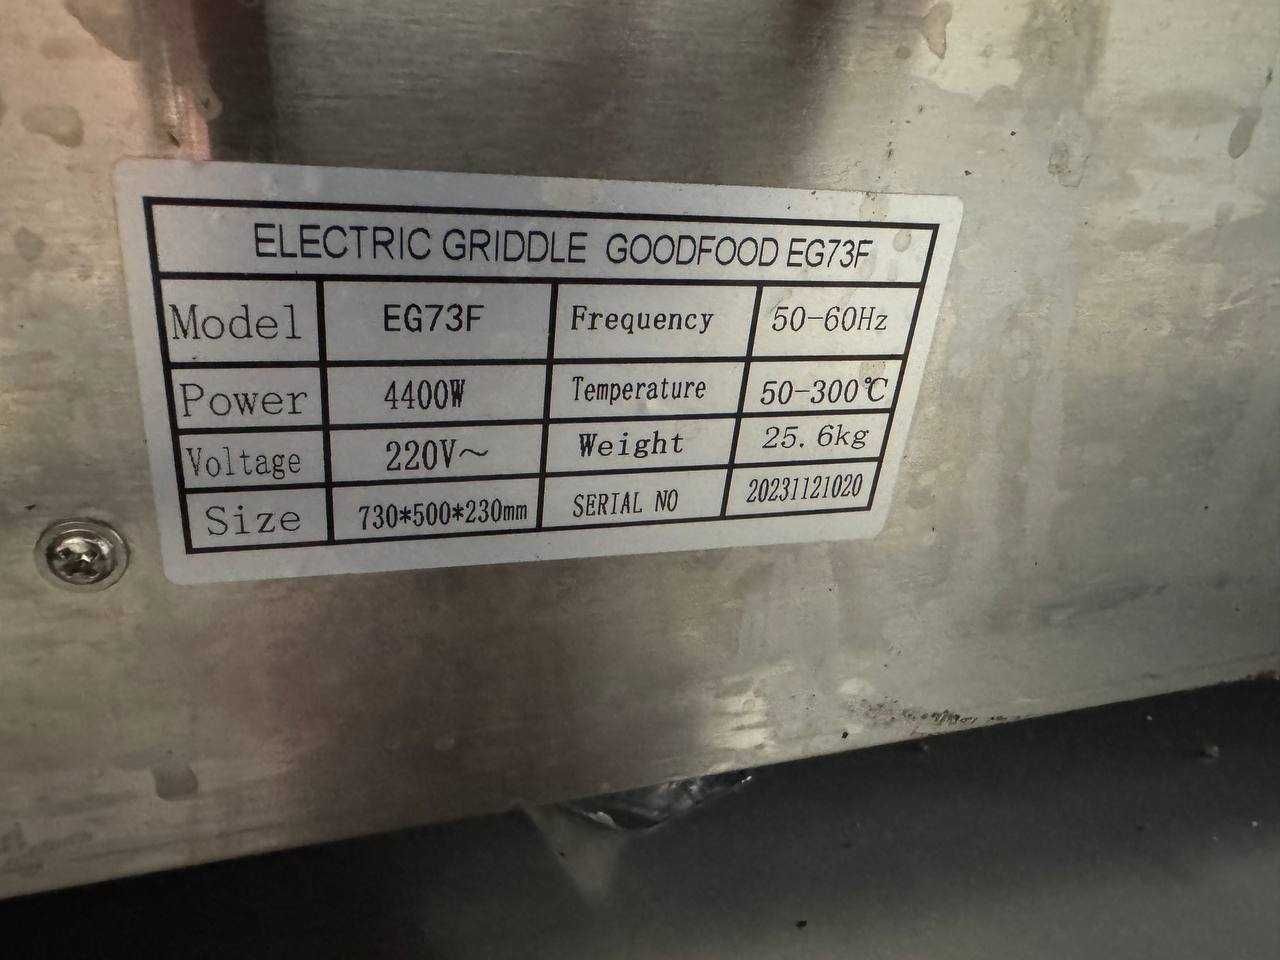 ELECTRIC GRIDDLE GOODFOOD EG73F
Model EG73F Frequency 50-60Hz
Power 4400W Temperature 50-300℃
Voltage 220V～ Weight 25.6kg
Size 730*500*230mm SERIAL NO 20231121020